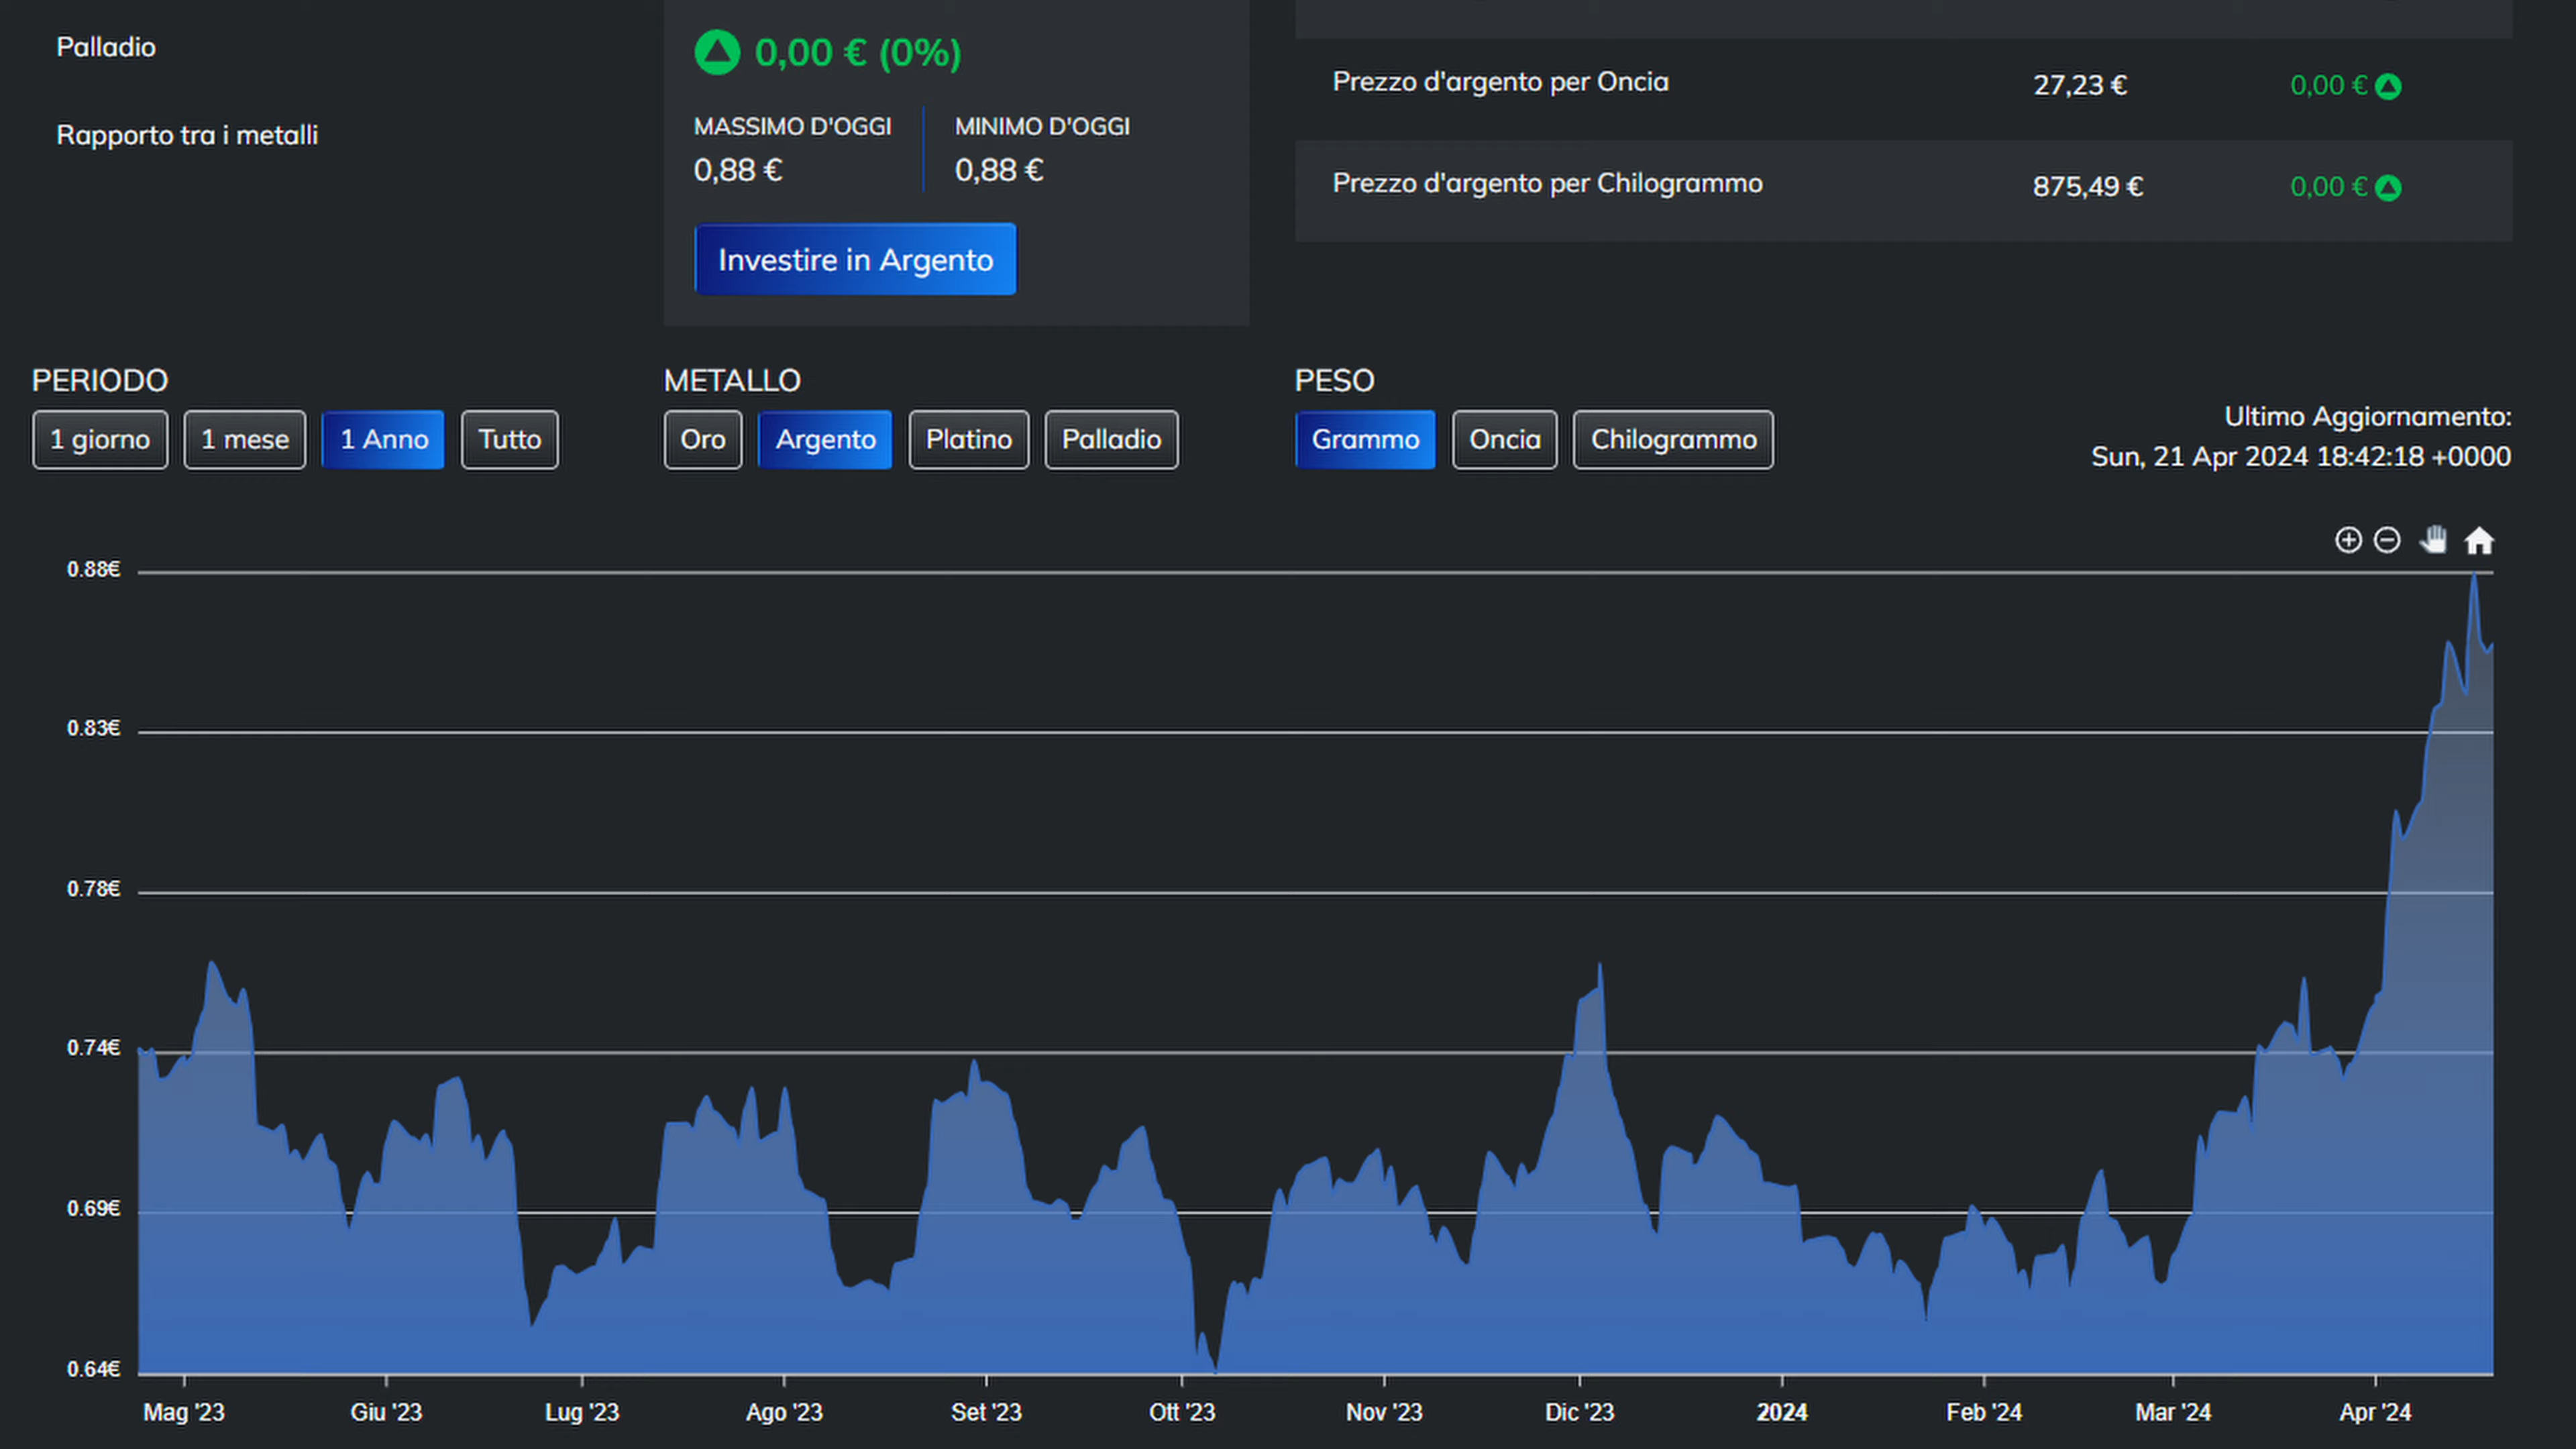 Palladio
Rapporto tra i metalli
0,00 € (0%)
MASSIMO D'OGGI
0,88 €
MINIMO D'OGGI
0,88 €
Investire in Argento
Prezzo d'argento per Oncia 27,23 € 0,00 €
Prezzo d'argento per Chilogrammo 875,49 € 0,00 €
PERIODO
1 giorno 1 mese 1 Anno Tutto
METALLO
Oro Argento Platino Palladio
PESO
Grammo Oncia Chilogrammo
Ultimo Aggiornamento:
Sun, 21 Apr 2024 18:42:18 +0000
0.88€
0.83€
0.78€
0.74€
0.69€
0.64€
Mag '23 Giu '23 Lug '23 Ago '23 Set '23 Ott '23 Nov '23 Dic '23 2024 Feb '24 Mar '24 Apr '24